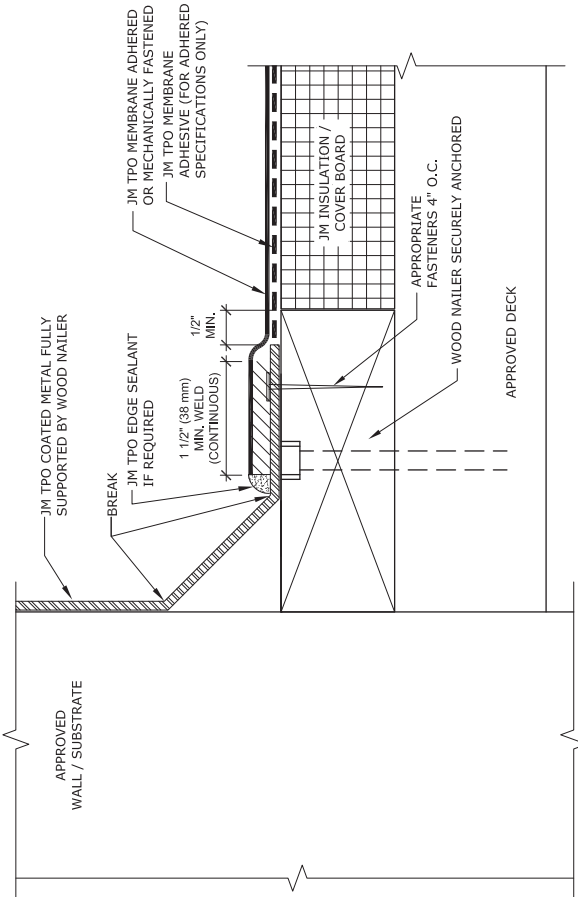 JM TPO COATED METAL FULLY
SUPPORTED BY WOOD NAILER
BREAK
JM TPO EDGE SEALANT
IF REQUIRED
1 1/2" (38 mm)
MIN. WELD
(CONTINUOUS)
1/2"
MIN.
JM TPO MEMBRANE ADHERED
OR MECHANICALLY FASTENED
JM TPO MEMBRANE
ADHESIVE (FOR ADHERED
SPECIFICATIONS ONLY)
APPROVED
WALL / SUBSTRATE
JM INSULATION /
COVER BOARD
APPROPRIATE
FASTENERS 4" O.C.
WOOD NAILER SECURELY ANCHORED
APPROVED DECK